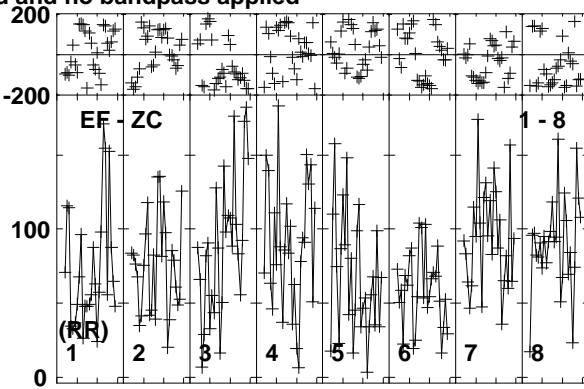 d and no bandpass applied
200
-200
EF - ZC 1 - 8
100
(RR)
1 2 3 4 5 6 7 8
0